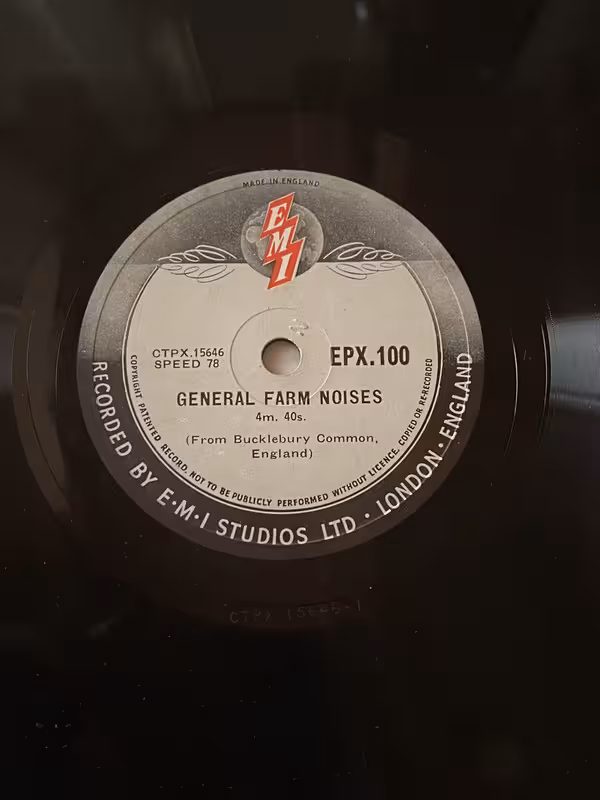 MADE IN ENGLAND
EMI
CTPX.15646
SPEED 78
EPX.100
GENERAL FARM NOISES
4m. 40s.
(From Bucklebury Common,
England)
COPYRIGHT PATENTED RECORD, NOT TO BE PUBLICLY PERFORMED WITHOUT LICENCE, COPIED OR RE-RECORDED
RECORDED BY E·M·I STUDIOS LTD · LONDON · ENGLAND